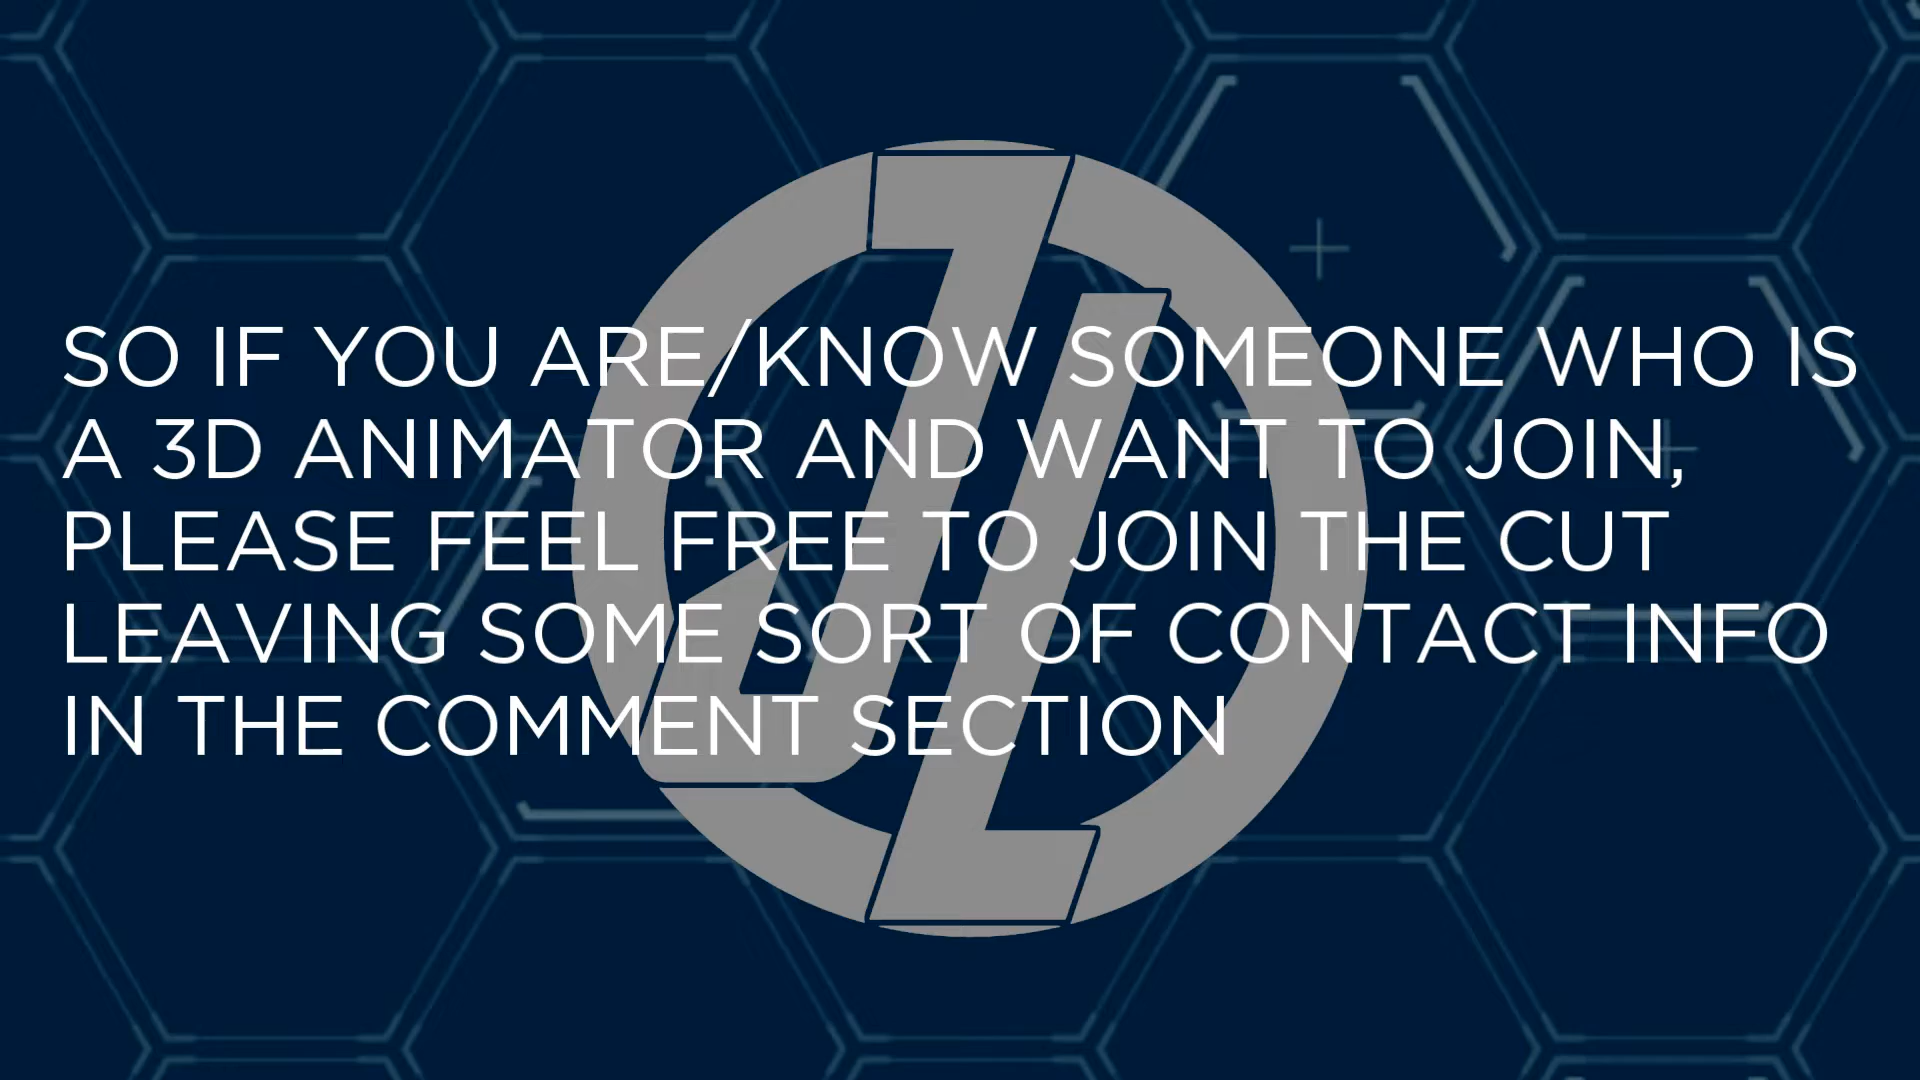 SO IF YOU ARE/KNOW SOMEONE WHO IS
A 3D ANIMATOR AND WANT TO JOIN,
PLEASE FEEL FREE TO JOIN THE CUT
LEAVING SOME SORT OF CONTACT INFO
IN THE COMMENT SECTION